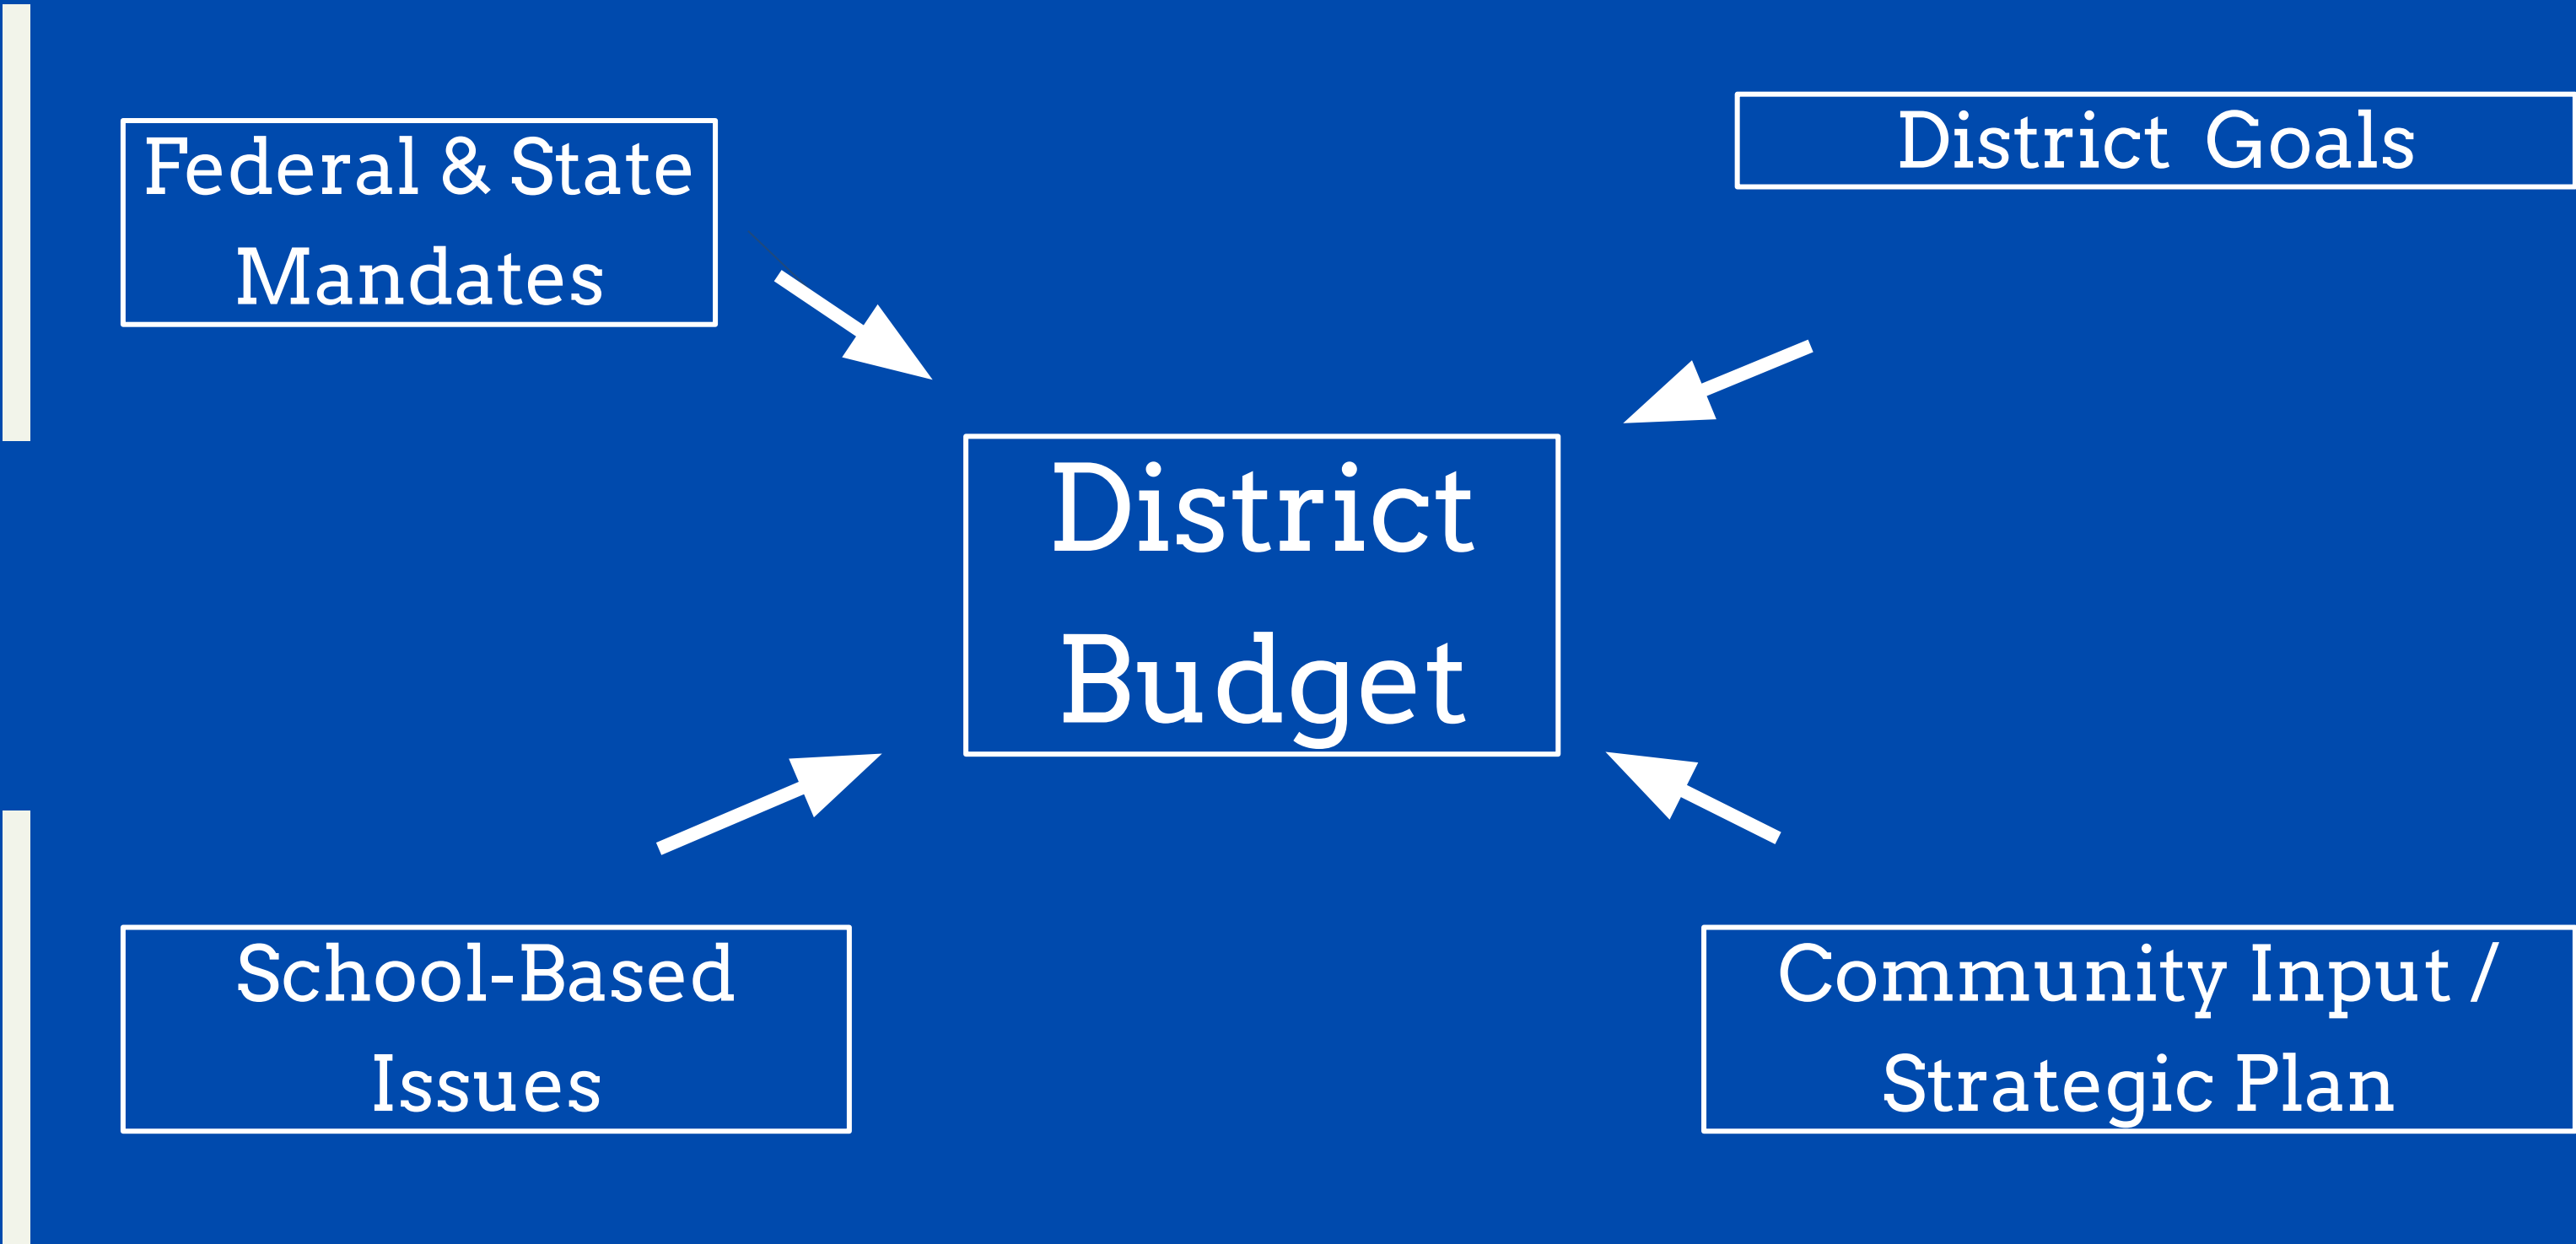 Federal & State
Mandates
District Goals
District
Budget
School-Based
Issues
Community Input /
Strategic Plan